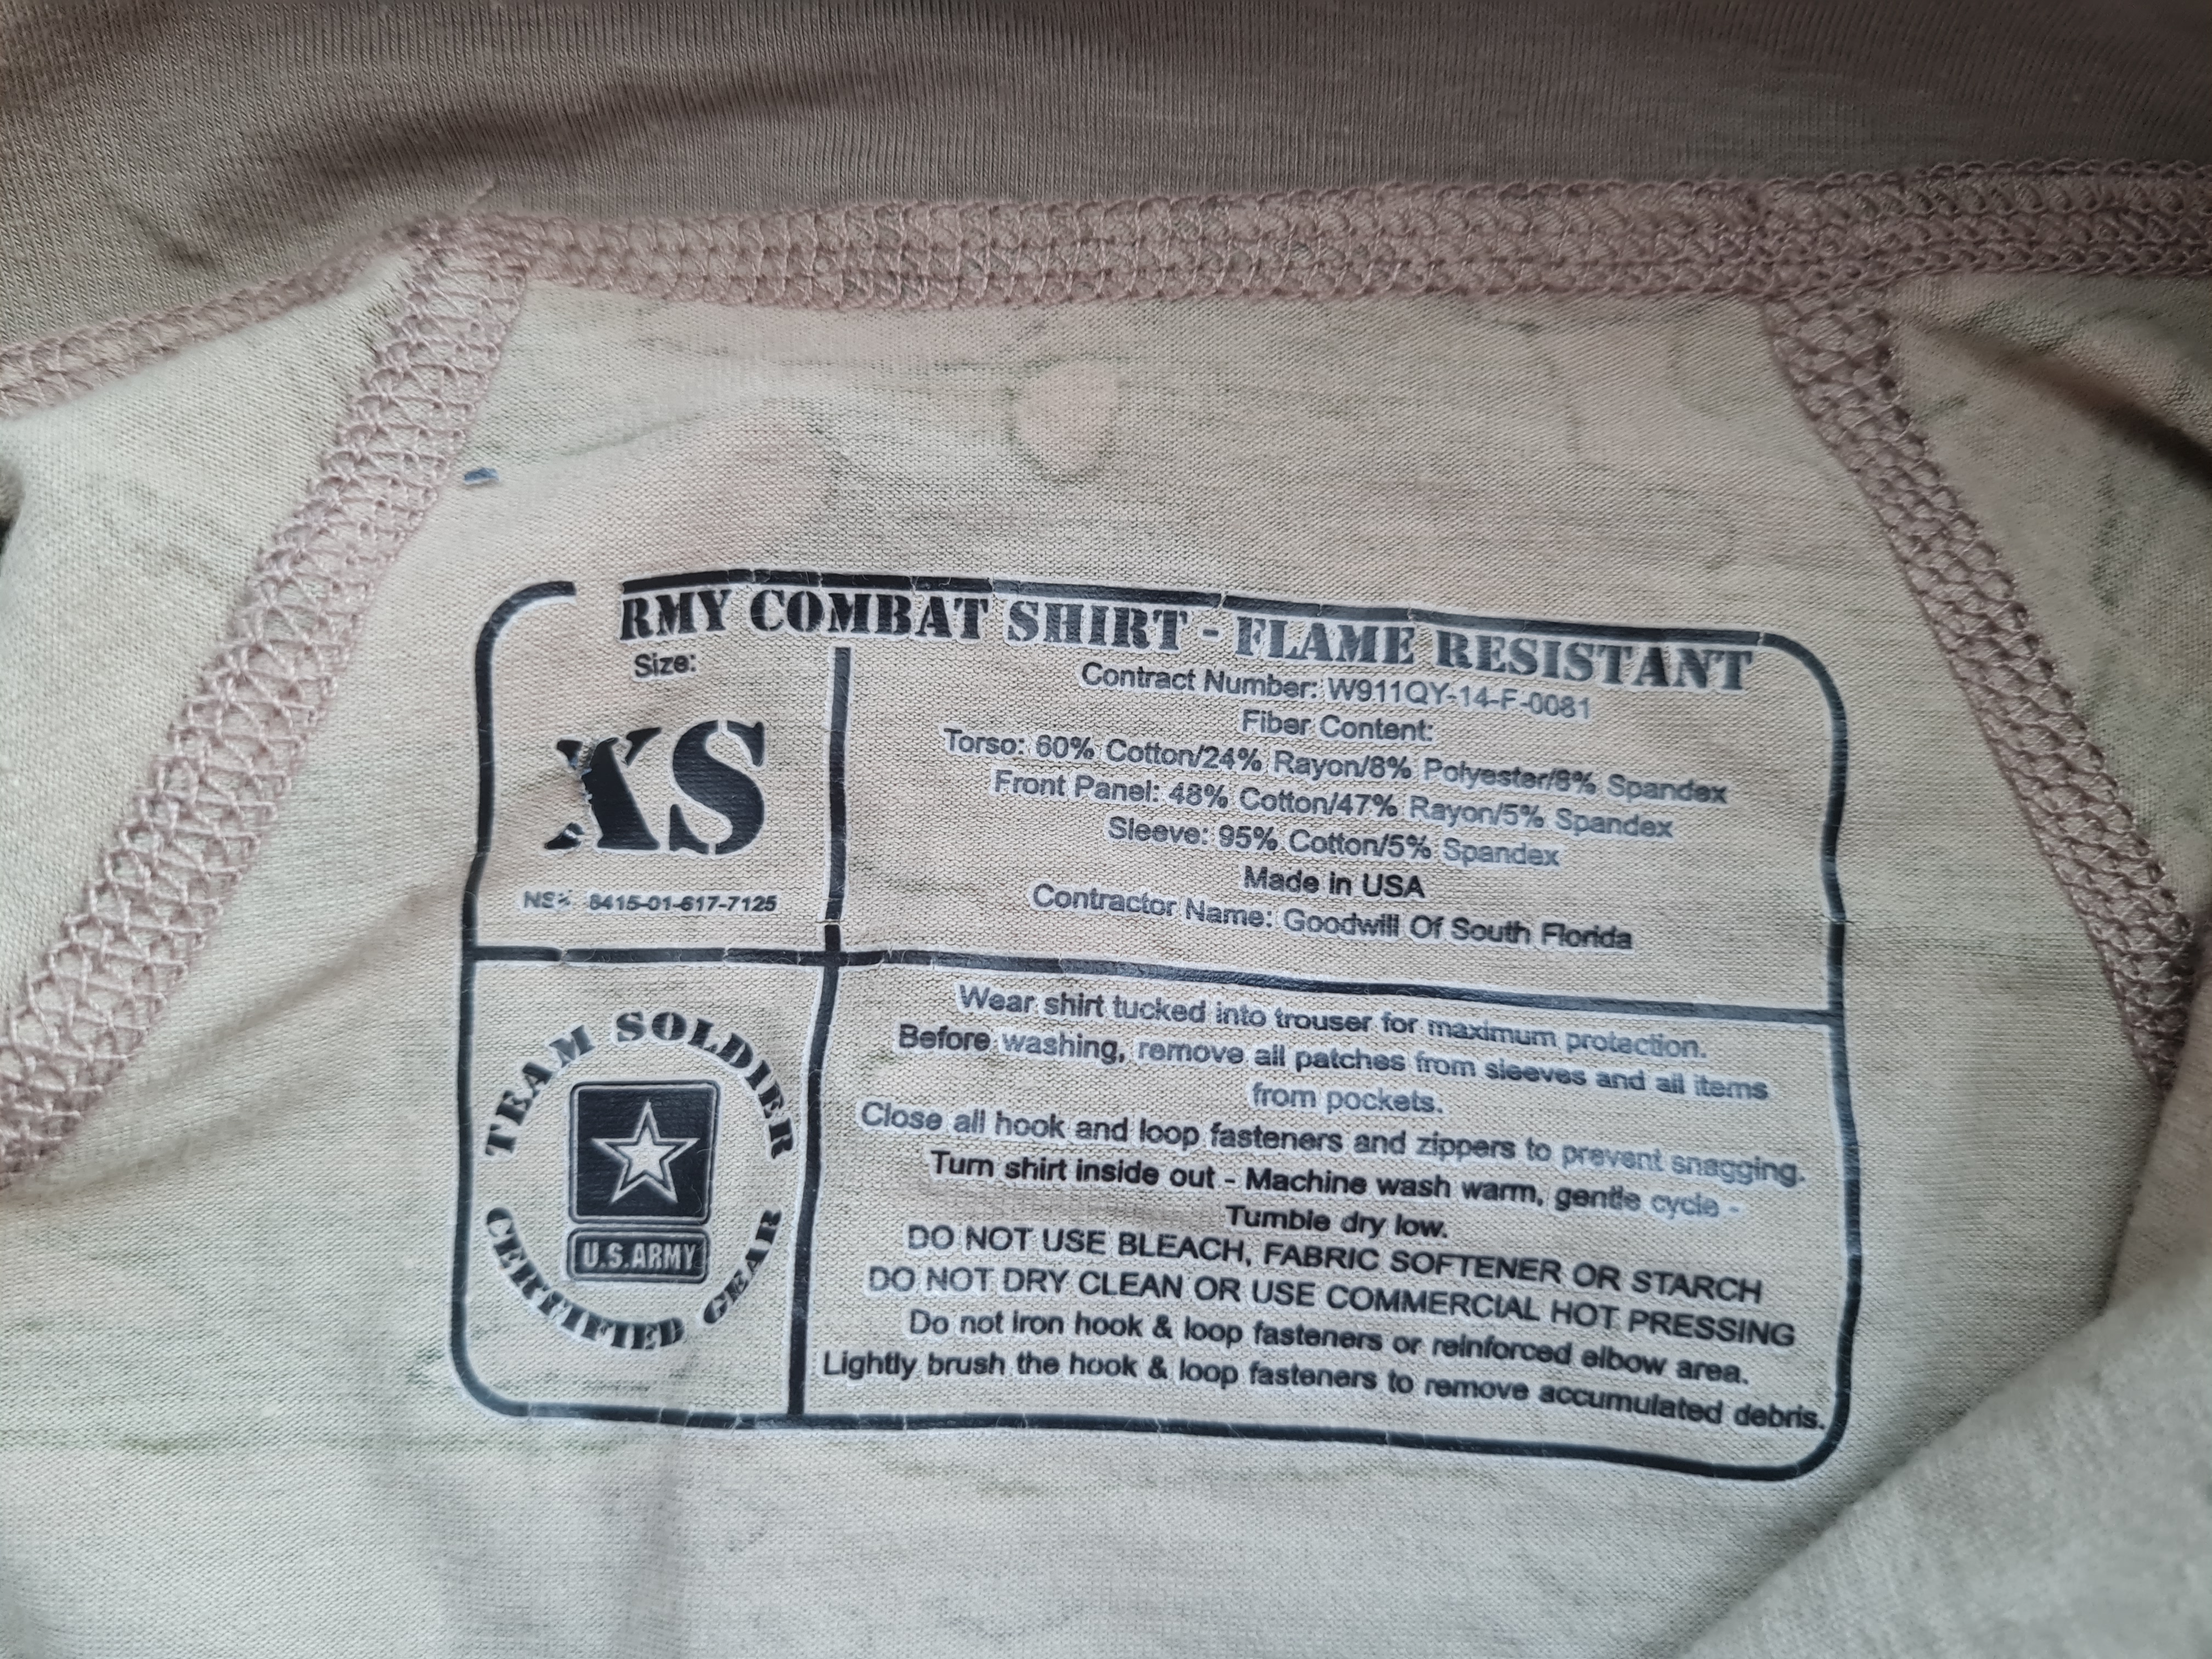 RMY COMBAT SHIRT - FLAME RESISTANT
Size:
XS
8415-01-617-7125
Contract Number: W911QY-14-F-0081
Fiber Content:
Torso: 60% Cotton/24% Rayon/8% Polyester/8% Spandex
Front Panel: 48% Cotton/47% Rayon/5% Spandex
Sleeve: 95% Cotton/5% Spandex
Made in USA
Contractor Name: Goodwill Of South Florida
TEAM SOLDIER
U.S.ARMY
CERTIFIED GEAR
Wear shirt tucked into trouser for maximum protection.
Before washing, remove all patches from sleeves and all items
from pockets.
Close all hook and loop fasteners and zippers to prevent snagging.
Turn shirt inside out - Machine wash warm, gentle cycle -
Tumble dry low.
DO NOT USE BLEACH, FABRIC SOFTENER OR STARCH
DO NOT DRY CLEAN OR USE COMMERCIAL HOT PRESSING
Do not iron hook & loop fasteners or reinforced elbow area.
Lightly brush the hook & loop fasteners to remove accumulated debris.